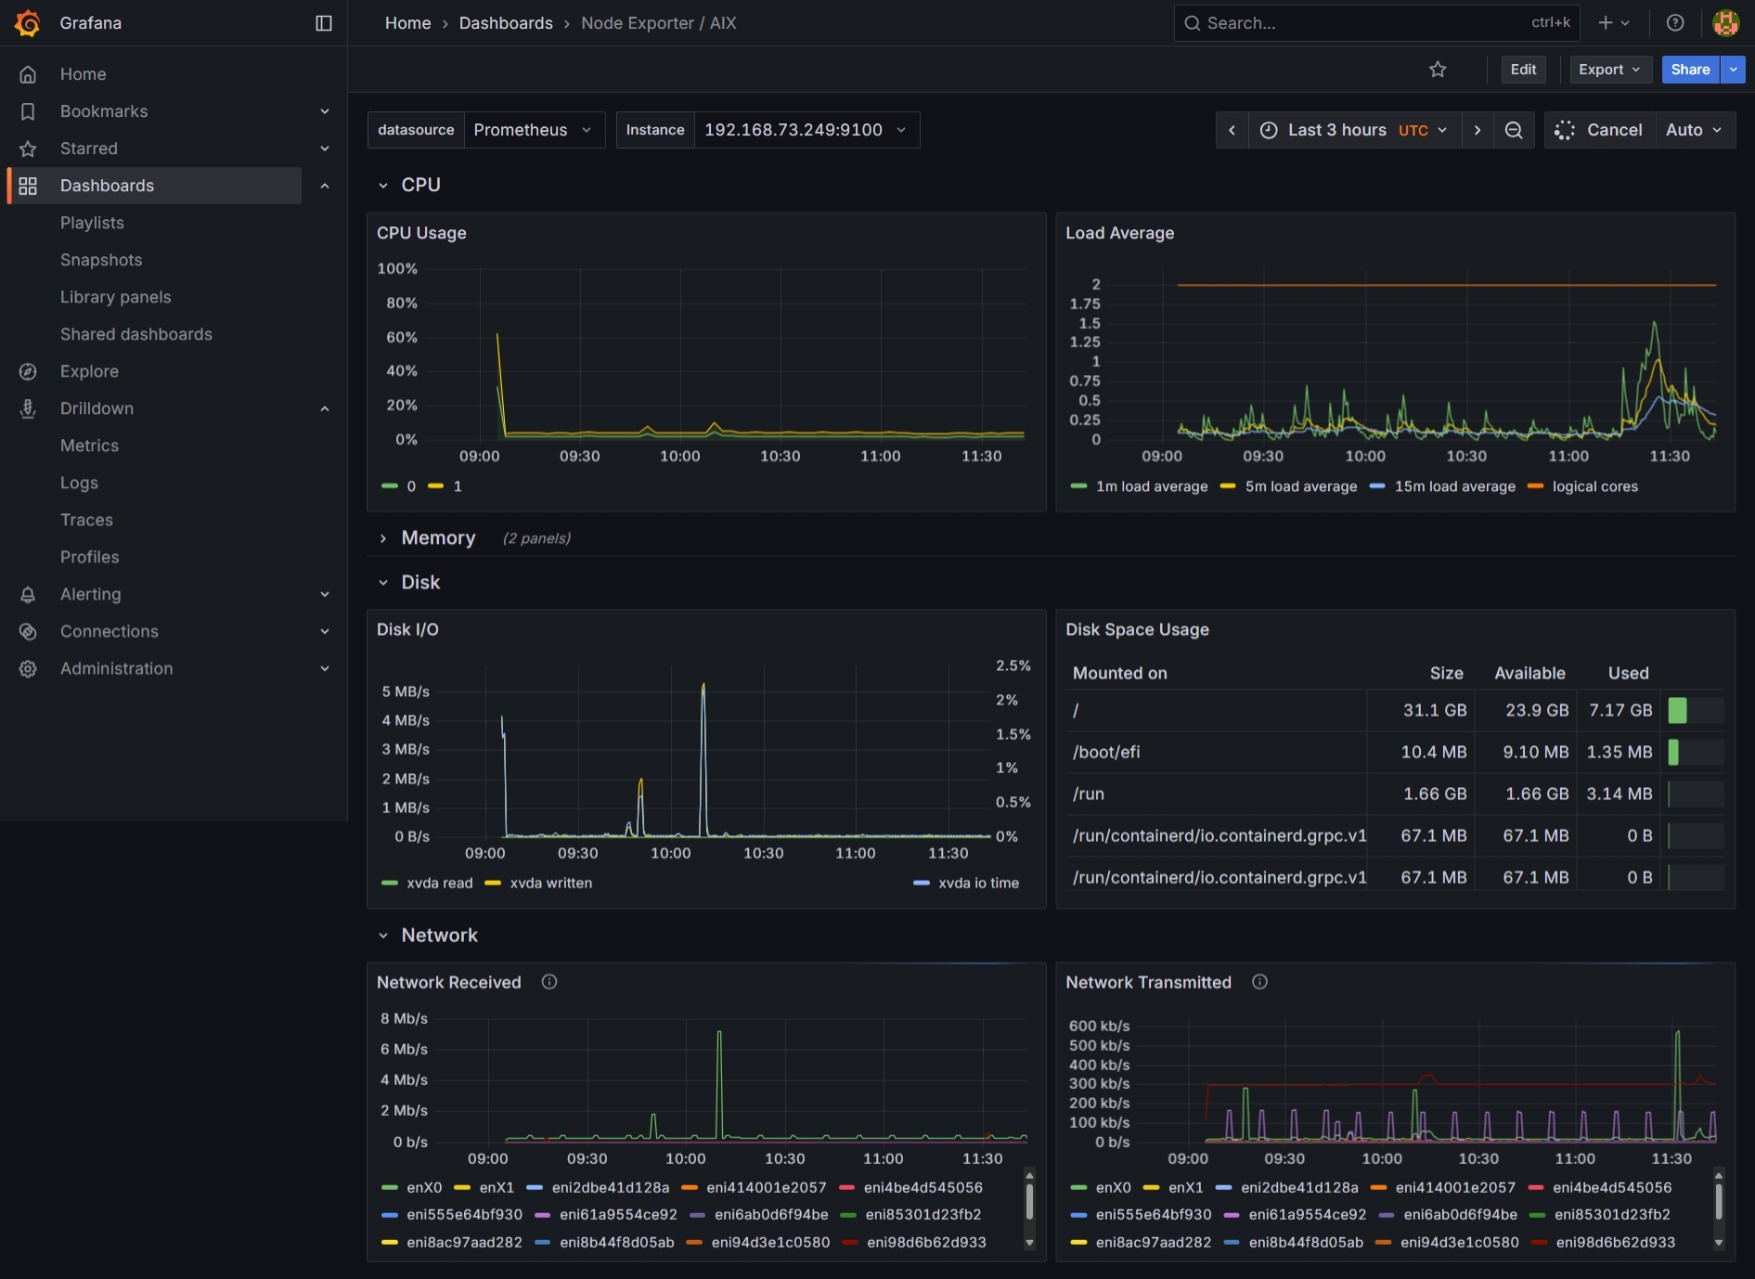 Grafana
Home › Dashboards › Node Exporter / AIX
Search... ctrl+k
Edit Export Share
Home
Bookmarks
Starred
Dashboards
Playlists
Snapshots
Library panels
Shared dashboards
Explore
Drilldown
Metrics
Logs
Traces
Profiles
Alerting
Connections
Administration
datasource Prometheus Instance 192.168.73.249:9100
Last 3 hours UTC Cancel Auto
CPU
CPU Usage
100%
80%
60%
40%
20%
0%
09:00 09:30 10:00 10:30 11:00 11:30
0 1
Load Average
2
1.75
1.5
1.25
1
0.75
0.5
0.25
0
09:00 09:30 10:00 10:30 11:00 11:30
1m load average 5m load average 15m load average logical cores
Memory (2 panels)
Disk
Disk I/O
5 MB/s
4 MB/s
3 MB/s
2 MB/s
1 MB/s
0 B/s
2.5%
2%
1.5%
1%
0.5%
0%
09:00 09:30 10:00 10:30 11:00 11:30
xvda read xvda written xvda io time
Disk Space Usage
Mounted on Size Available Used
/ 31.1 GB 23.9 GB 7.17 GB
/boot/efi 10.4 MB 9.10 MB 1.35 MB
/run 1.66 GB 1.66 GB 3.14 MB
/run/containerd/io.containerd.grpc.v1 67.1 MB 67.1 MB 0 B
/run/containerd/io.containerd.grpc.v1 67.1 MB 67.1 MB 0 B
Network
Network Received
8 Mb/s
6 Mb/s
4 Mb/s
2 Mb/s
0 b/s
09:00 09:30 10:00 10:30 11:00 11:30
enX0 enX1 eni2dbe41d128a eni414001e2057 eni4be4d545056
eni555e64bf930 eni61a9554ce92 eni6ab0d6f94be eni85301d23fb2
eni8ac97aad282 eni8b44f8d05ab eni94d3e1c0580 eni98d6b62d933
Network Transmitted
600 kb/s
500 kb/s
400 kb/s
300 kb/s
200 kb/s
100 kb/s
0 b/s
09:00 09:30 10:00 10:30 11:00 11:30
enX0 enX1 eni2dbe41d128a eni414001e2057 eni4be4d545056
eni555e64bf930 eni61a9554ce92 eni6ab0d6f94be eni85301d23fb2
eni8ac97aad282 eni8b44f8d05ab eni94d3e1c0580 eni98d6b62d933